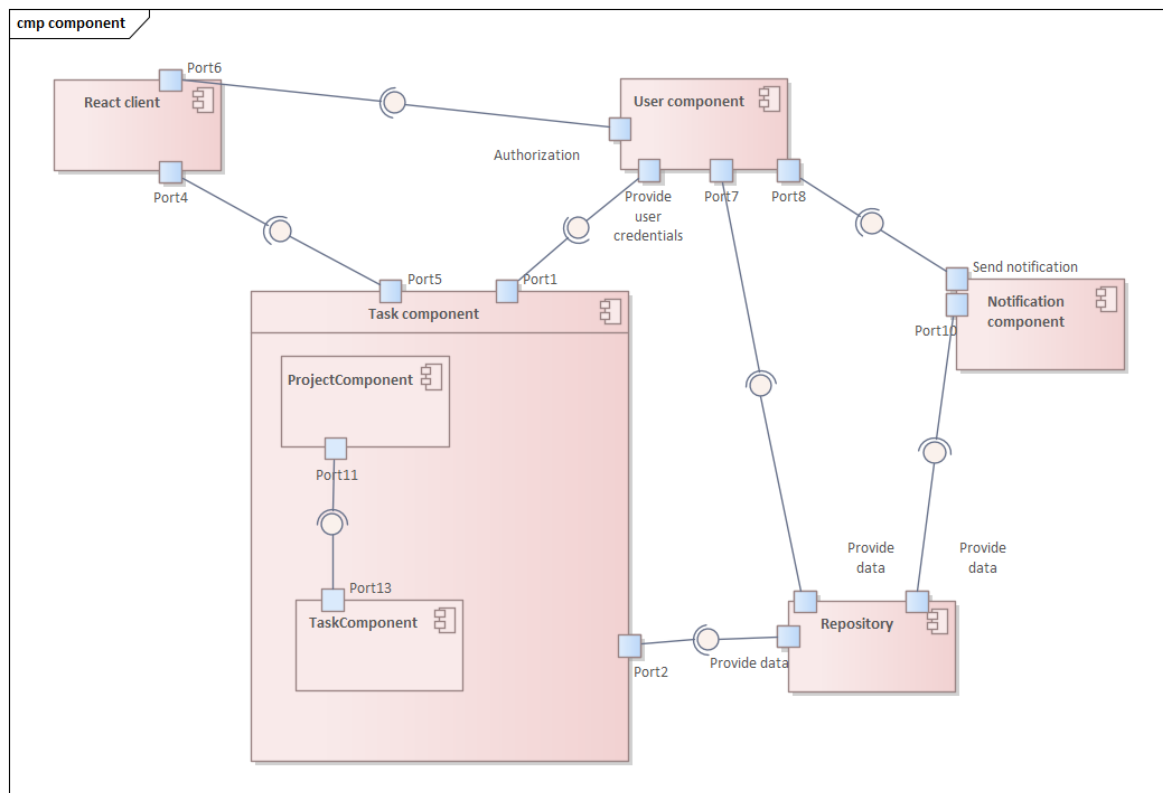 cmp component
Port6
React client
User component
Authorization
Port4
Provide
user
credentials
Port7
Port8
Port5
Port1
Send notification
Task component
Notification
component
Port10
ProjectComponent
Port11
Provide
data
Provide
data
Port13
TaskComponent
Repository
Port2
Provide data